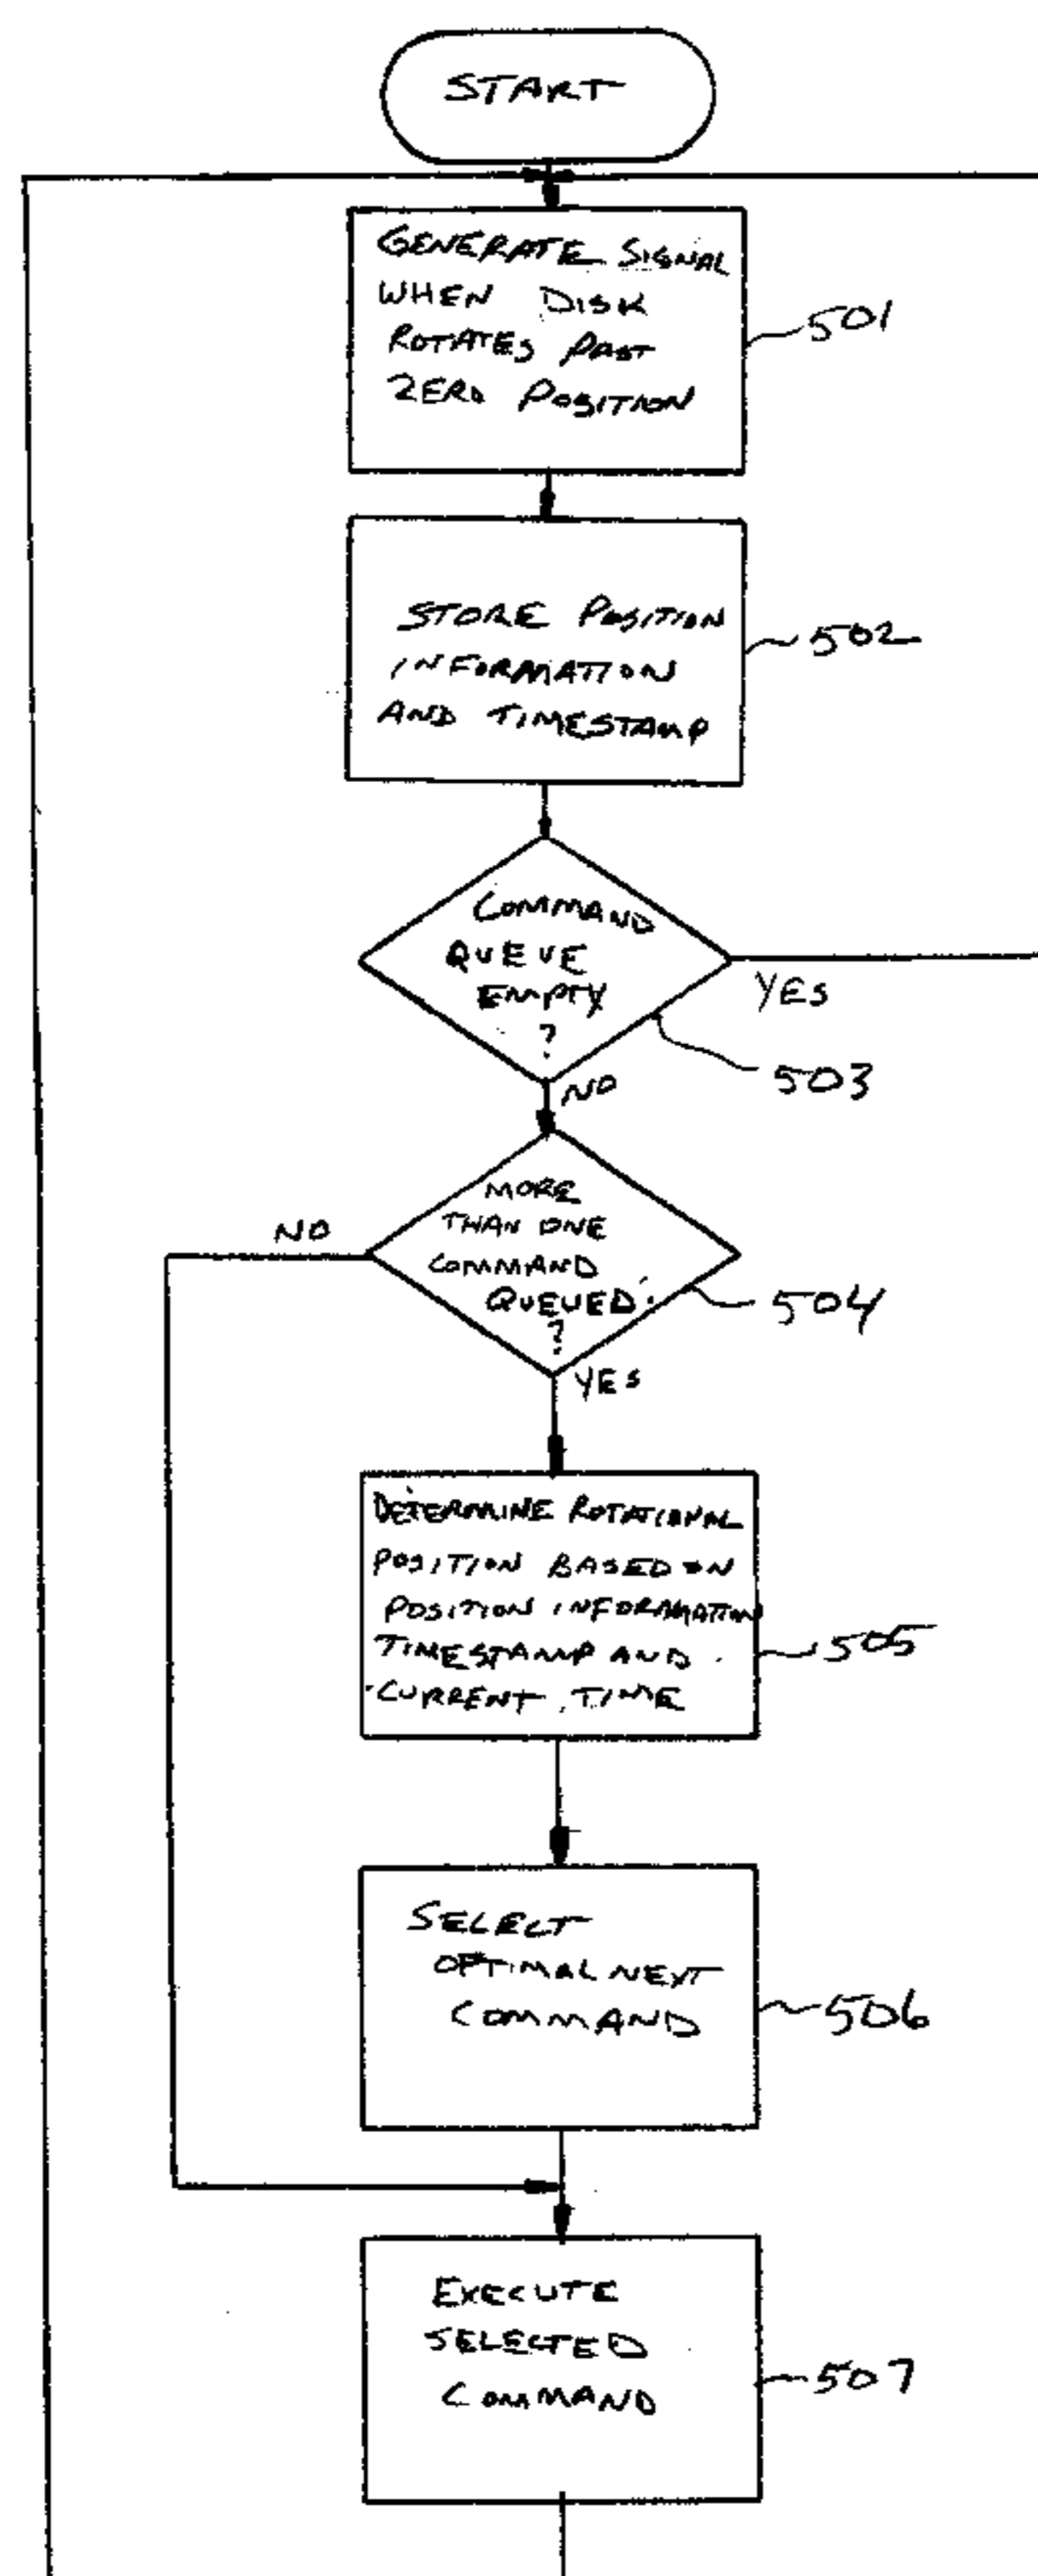 START
GENERATE SIGNAL
WHEN DISK
ROTATES PAST
ZERO POSITION
501
STORE POSITION
INFORMATION
AND TIMESTAMP
502
COMMAND
QUEUE
EMPTY
?
YES
503
NO
MORE
THAN ONE
COMMAND
QUEUED
?
NO
504
YES
DETERMINE ROTATIONAL
POSITION BASED ON
POSITION INFORMATION
TIMESTAMP AND
CURRENT TIME
505
SELECT
OPTIMAL NEXT
COMMAND
506
EXECUTE
SELECTED
COMMAND
507